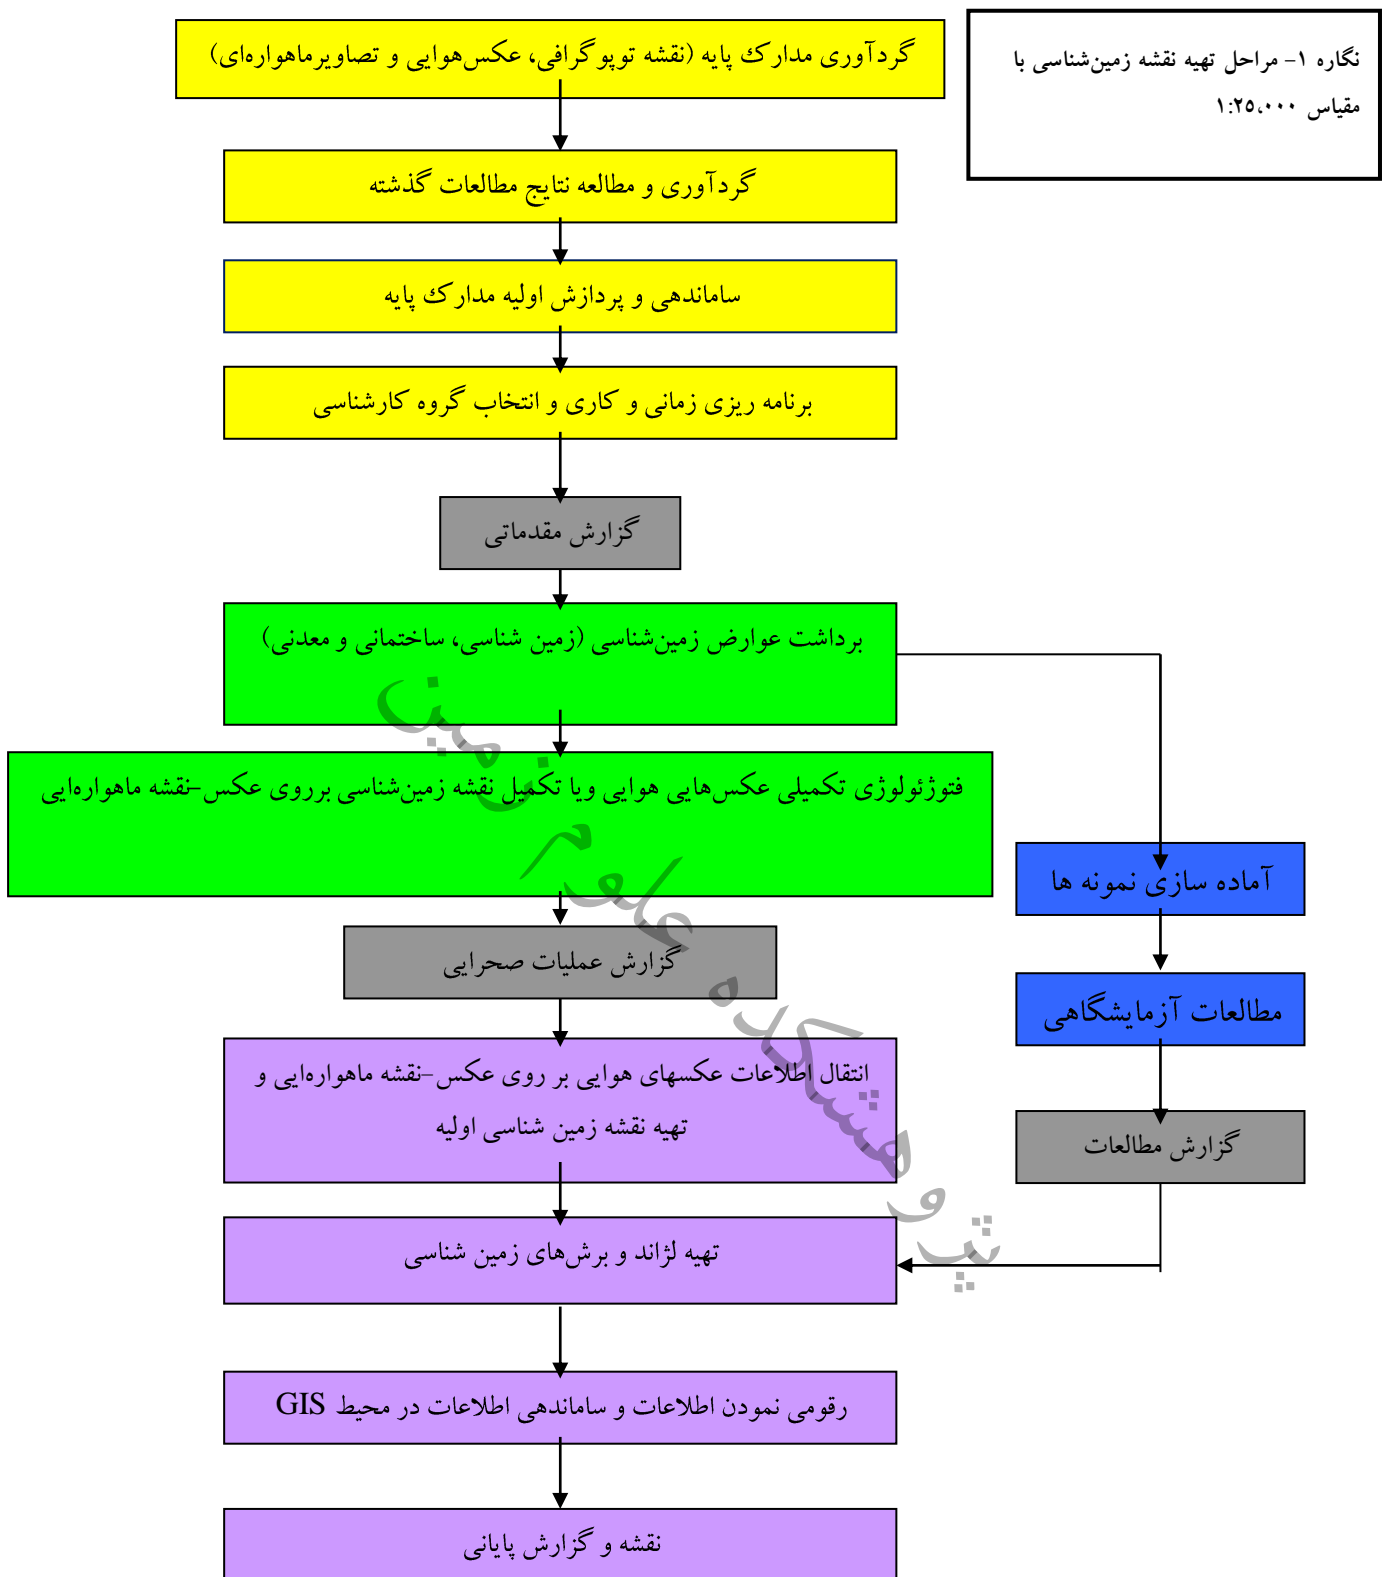 نگاره ۱- مراحل تهیه نقشه زمین‌شناسی با
مقیاس ۱:۲۵،۰۰۰
گردآوری مدارک پایه (نقشه توپوگرافی، عکس‌هوایی و تصاویرماهواره‌ای)
گردآوری و مطالعه نتایج مطالعات گذشته
ساماندهی و پردازش اولیه مدارک پایه
برنامه ریزی زمانی و کاری و انتخاب گروه کارشناسی
گزارش مقدماتی
برداشت عوارض زمین‌شناسی (زمین شناسی، ساختمانی و معدنی)
فتوژئولوژی تکمیلی عکس‌هایی هوایی ویا تکمیل نقشه زمین‌شناسی برروی عکس-نقشه ماهواره‌ایی
آماده سازی نمونه ها
گزارش عملیات صحرایی
مطالعات آزمایشگاهی
انتقال اطلاعات عکسهای هوایی بر روی عکس-نقشه ماهواره‌ایی و
تهیه نقشه زمین شناسی اولیه
گزارش مطالعات
تهیه لژاند و برش‌های زمین شناسی
رقومی نمودن اطلاعات و ساماندهی اطلاعات در محیط GIS
نقشه و گزارش پایانی
پژوهشکده علوم زمین